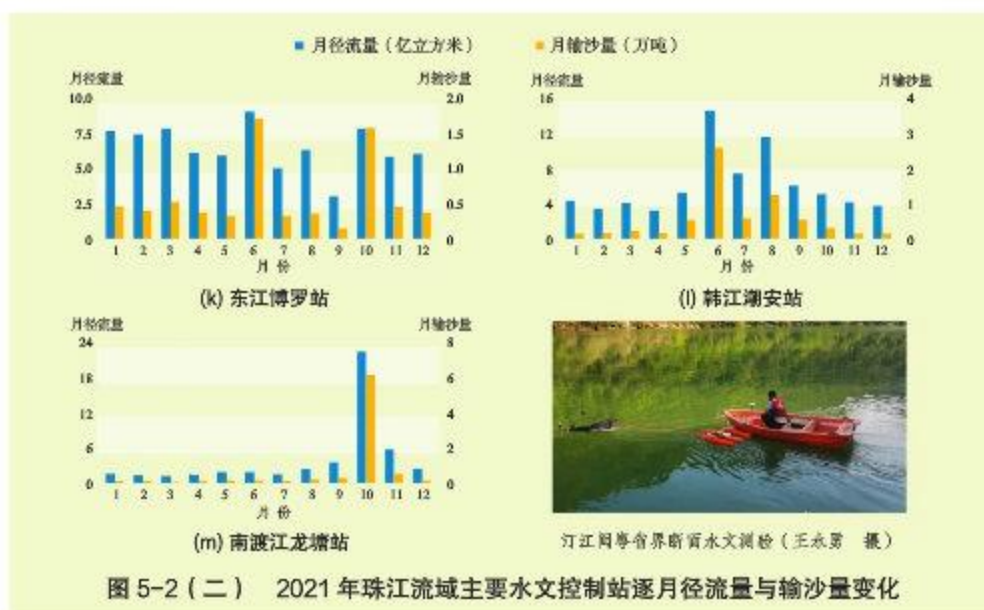 月径流量（亿立方米） 月输沙量（万吨）
月径流量 月输沙量
10.0 2.0
7.5 1.5
5.0 1.0
2.5 0.5
0 0
1 2 3 4 5 6 7 8 9 10 11 12
月 份
(k) 东江博罗站
月径流量 月输沙量
16 4
12 3
8 2
4 1
0 0
1 2 3 4 5 6 7 8 9 10 11 12
月 份
(l) 韩江潮安站
月径流量 月输沙量
24 8
18 6
12 4
6 2
0 0
1 2 3 4 5 6 7 8 9 10 11 12
月 份
(m) 南渡江龙塘站
汀江闽粤省界断面水文测验（王永勇 摄）
图 5-2（二） 2021 年珠江流域主要水文控制站逐月径流量与输沙量变化